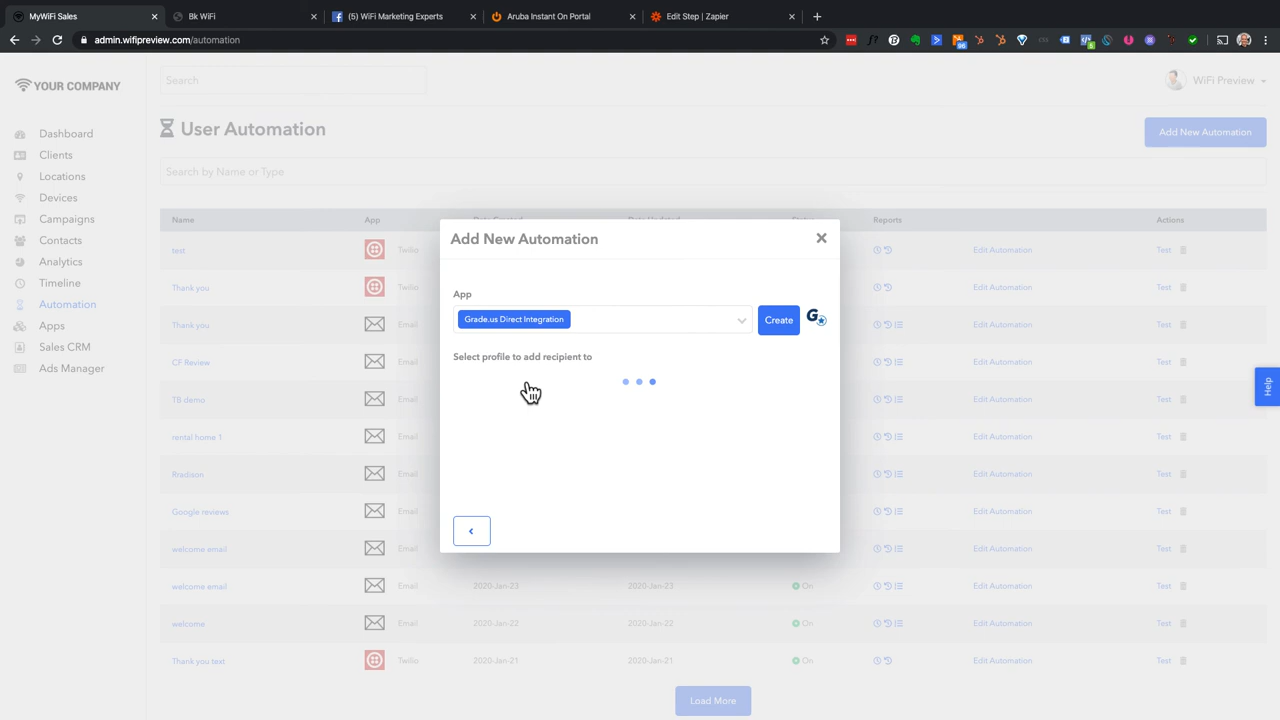 MyWiFi Sales
Bk WiFi
(5) WiFi Marketing Experts
Aruba Instant On Portal
Edit Step | Zapier
admin.wifipreview.com/automation
YOUR COMPANY
Search
WiFi Preview
Dashboard
Clients
Locations
Devices
Campaigns
Contacts
Analytics
Timeline
Automation
Apps
Sales CRM
Ads Manager
User Automation
Add New Automation
Search by Name or Type
Name App Date Created Date Updated Status Reports Actions
test Twilio Edit Automation Test
Thank you Twilio Edit Automation Test
Thank you Email Edit Automation Test
CF Review Email Edit Automation Test
TB demo Email Edit Automation Test
rental home 1 Email Edit Automation Test
Rradison Email Edit Automation Test
Google reviews Email Edit Automation Test
welcome email Email Edit Automation Test
welcome email Email 2020-Jan-23 2020-Jan-23 On Edit Automation Test
welcome Email 2020-Jan-22 2020-Jan-22 On Edit Automation Test
Thank you text Twilio 2020-Jan-21 2020-Jan-21 On Edit Automation Test
Load More
Add New Automation
App
Grade.us Direct Integration
Create
Select profile to add recipient to
Help